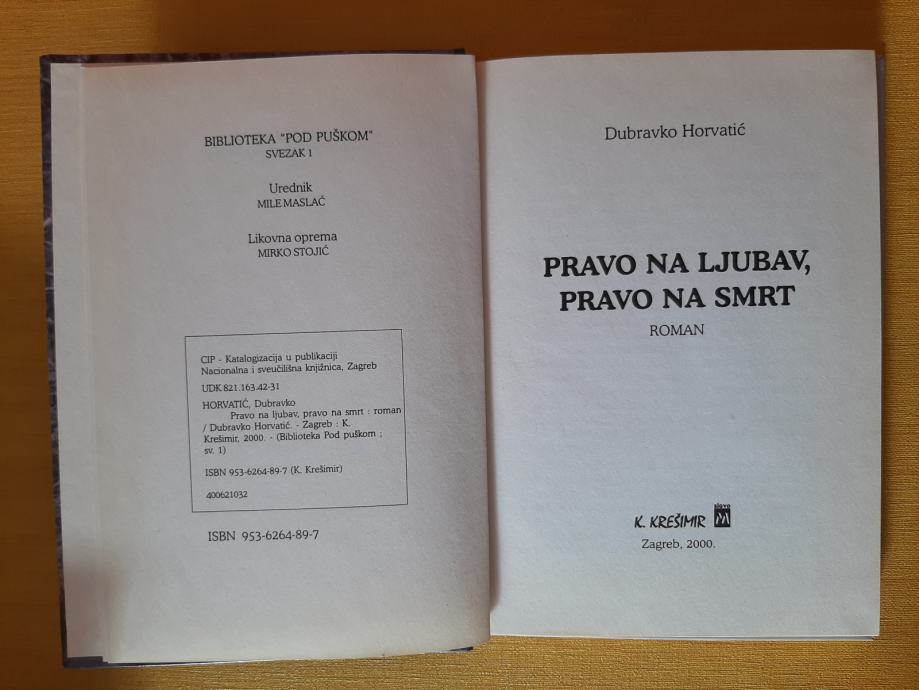 BIBLIOTEKA "POD PUŠKOM"
SVEZAK 1
Urednik
MILE MASLAĆ
Likovna oprema
MIRKO STOJIĆ
CIP - Katalogizacija u publikaciji
Nacionalna i sveučilišna knjižnica, Zagreb
UDK 821.163.42-31
HORVATIĆ, Dubravko
Pravo na ljubav, pravo na smrt : roman
/ Dubravko Horvatić. - Zagreb : K.
Krešimir, 2000. - (Biblioteka Pod puškom ;
sv. 1)
ISBN 953-6264-89-7 (K. Krešimir)
400621032
ISBN 953-6264-89-7
Dubravko Horvatić
PRAVO NA LJUBAV,
PRAVO NA SMRT
ROMAN
K. KREŠIMIR
Zagreb, 2000.